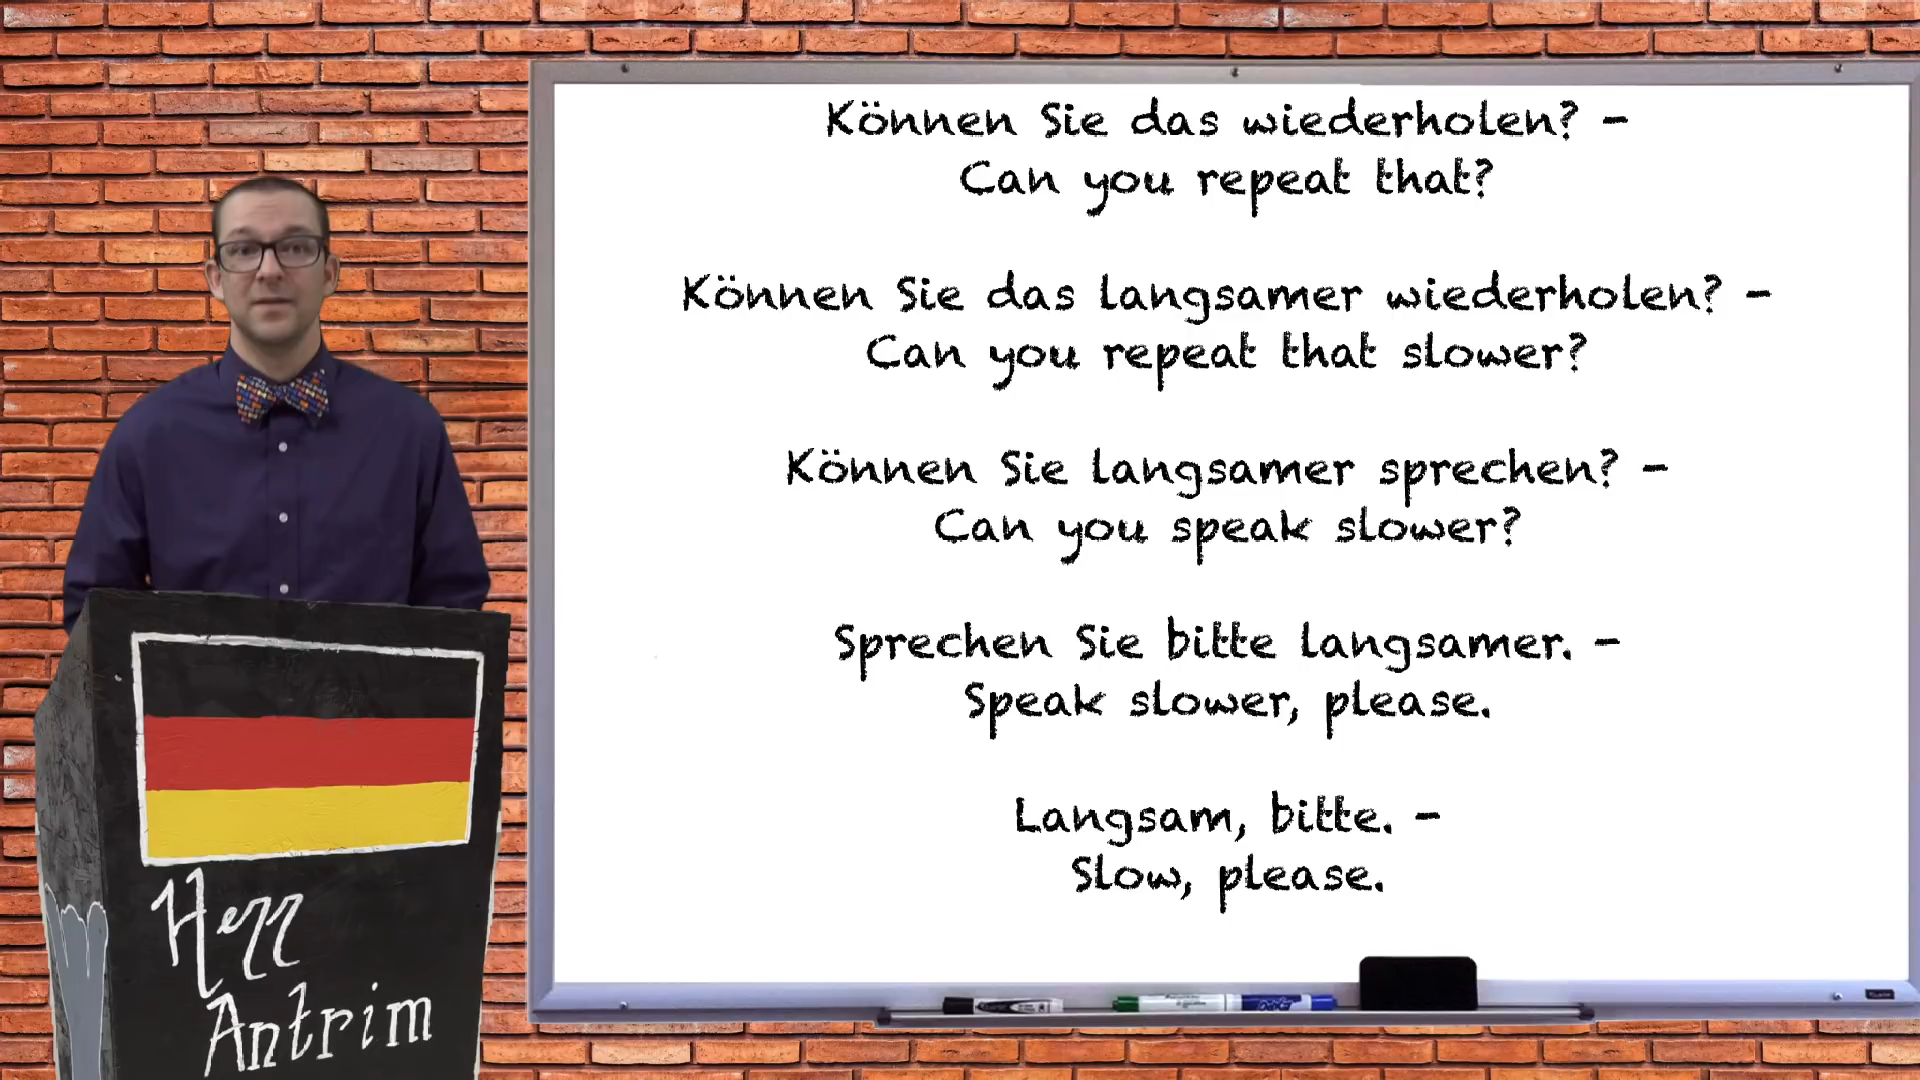 Können Sie das wiederholen? -
Can you repeat that?
Können Sie das langsamer wiederholen? -
Can you repeat that slower?
Können Sie langsamer sprechen? -
Can you speak slower?
Sprechen Sie bitte langsamer. -
Speak slower, please.
Langsam, bitte. -
Slow, please.
Herr
Antrim